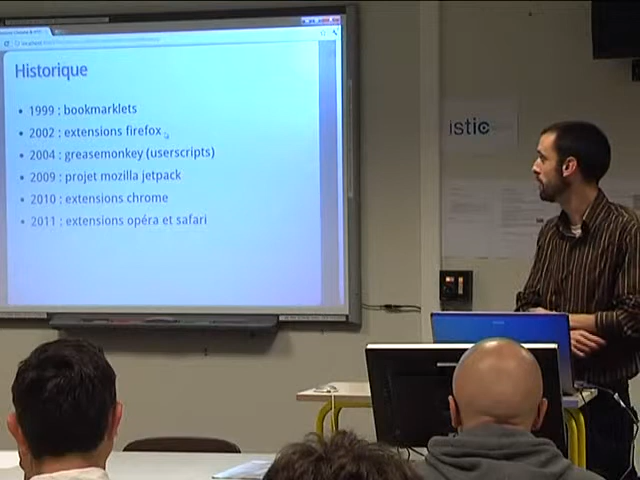 Historique
• 1999 : bookmarklets
• 2002 : extensions firefox
• 2004 : greasemonkey (userscripts)
• 2009 : projet mozilla jetpack
• 2010 : extensions chrome
• 2011 : extensions opéra et safari
istic